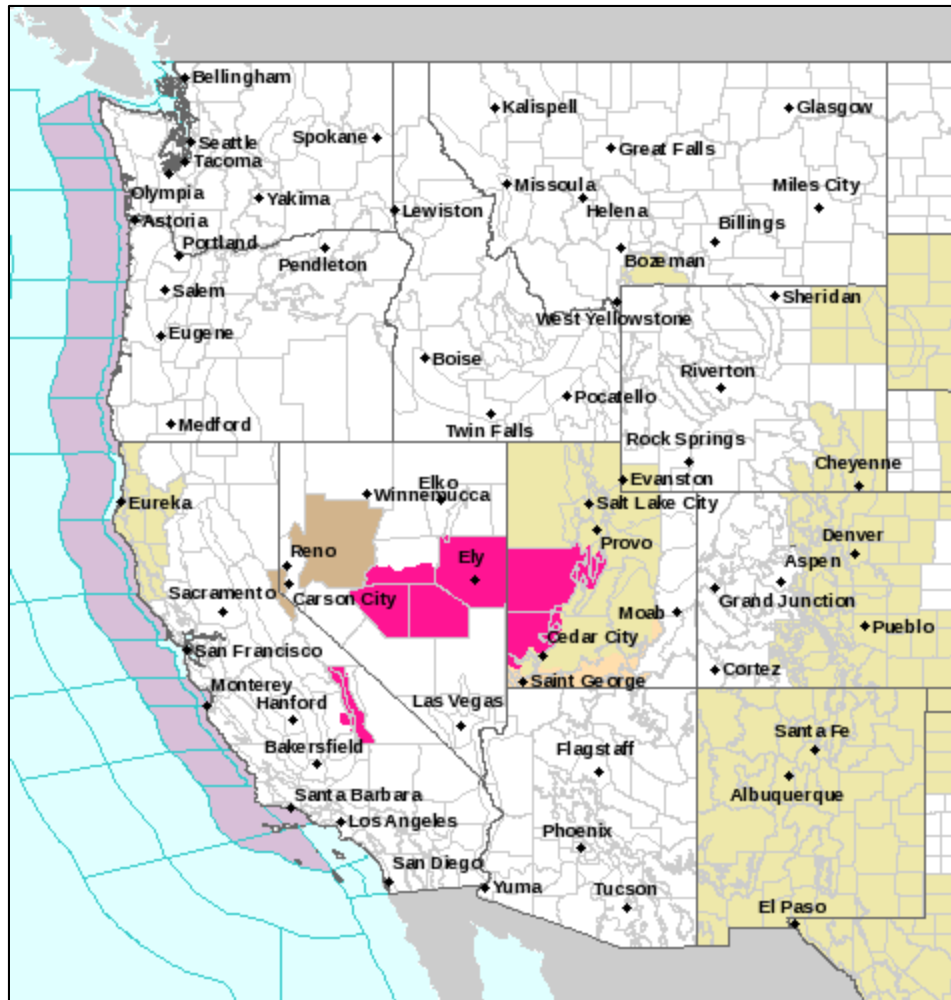 Bellingham
Kalispell
Glasgow
Spokane
Seattle
Great Falls
Tacoma
Missoula
Miles City
Olympia
Yakima
Lewiston
Helena
Astoria
Billings
Portland
Pendleton
Bozeman
Salem
Sheridan
West Yellowstone
Eugene
Boise
Riverton
Pocatello
Medford
Twin Falls
Rock Springs
Cheyenne
Elko
Evanston
Winnemucca
Eureka
Salt Lake City
Denver
Provo
Reno
Ely
Aspen
Sacramento
Carson City
Grand Junction
Moab
Pueblo
Cedar City
San Francisco
Cortez
Saint George
Monterey
Hanford
Las Vegas
Santa Fe
Bakersfield
Flagstaff
Santa Barbara
Albuquerque
Los Angeles
Phoenix
San Diego
Yuma
Tucson
El Paso